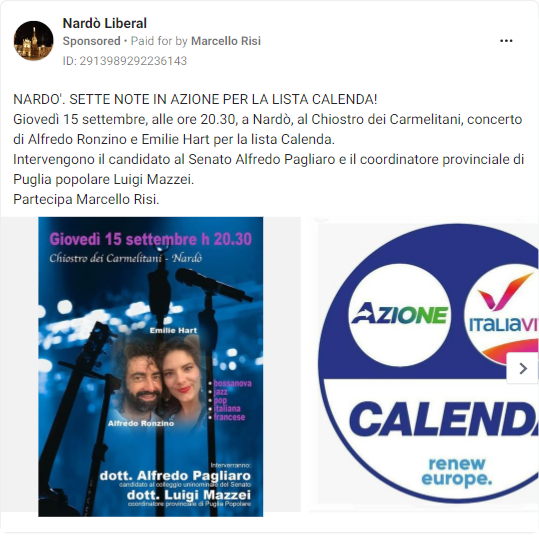 Nardò Liberal
Sponsored • Paid for by Marcello Risi
ID: 2913989292236143
NARDO'. SETTE NOTE IN AZIONE PER LA LISTA CALENDA!
Giovedì 15 settembre, alle ore 20.30, a Nardò, al Chiostro dei Carmelitani, concerto
di Alfredo Ronzino e Emilie Hart per la lista Calenda.
Intervengono il candidato al Senato Alfredo Pagliaro e il coordinatore provinciale di
Puglia popolare Luigi Mazzei.
Partecipa Marcello Risi.
Giovedì 15 settembre h 20.30
Chiostro dei Carmelitani - Nardò
Emilie Hart
• bossanova
• jazz
• pop
• italiana
• francese
Alfredo Ronzino
Interverranno:
dott. Alfredo Pagliaro
candidato al collegio uninominale del Senato
dott. Luigi Mazzei
coordinatore provinciale di Puglia Popolare
AZIONE
ITALIAVI
CALENDA
renew
europe.